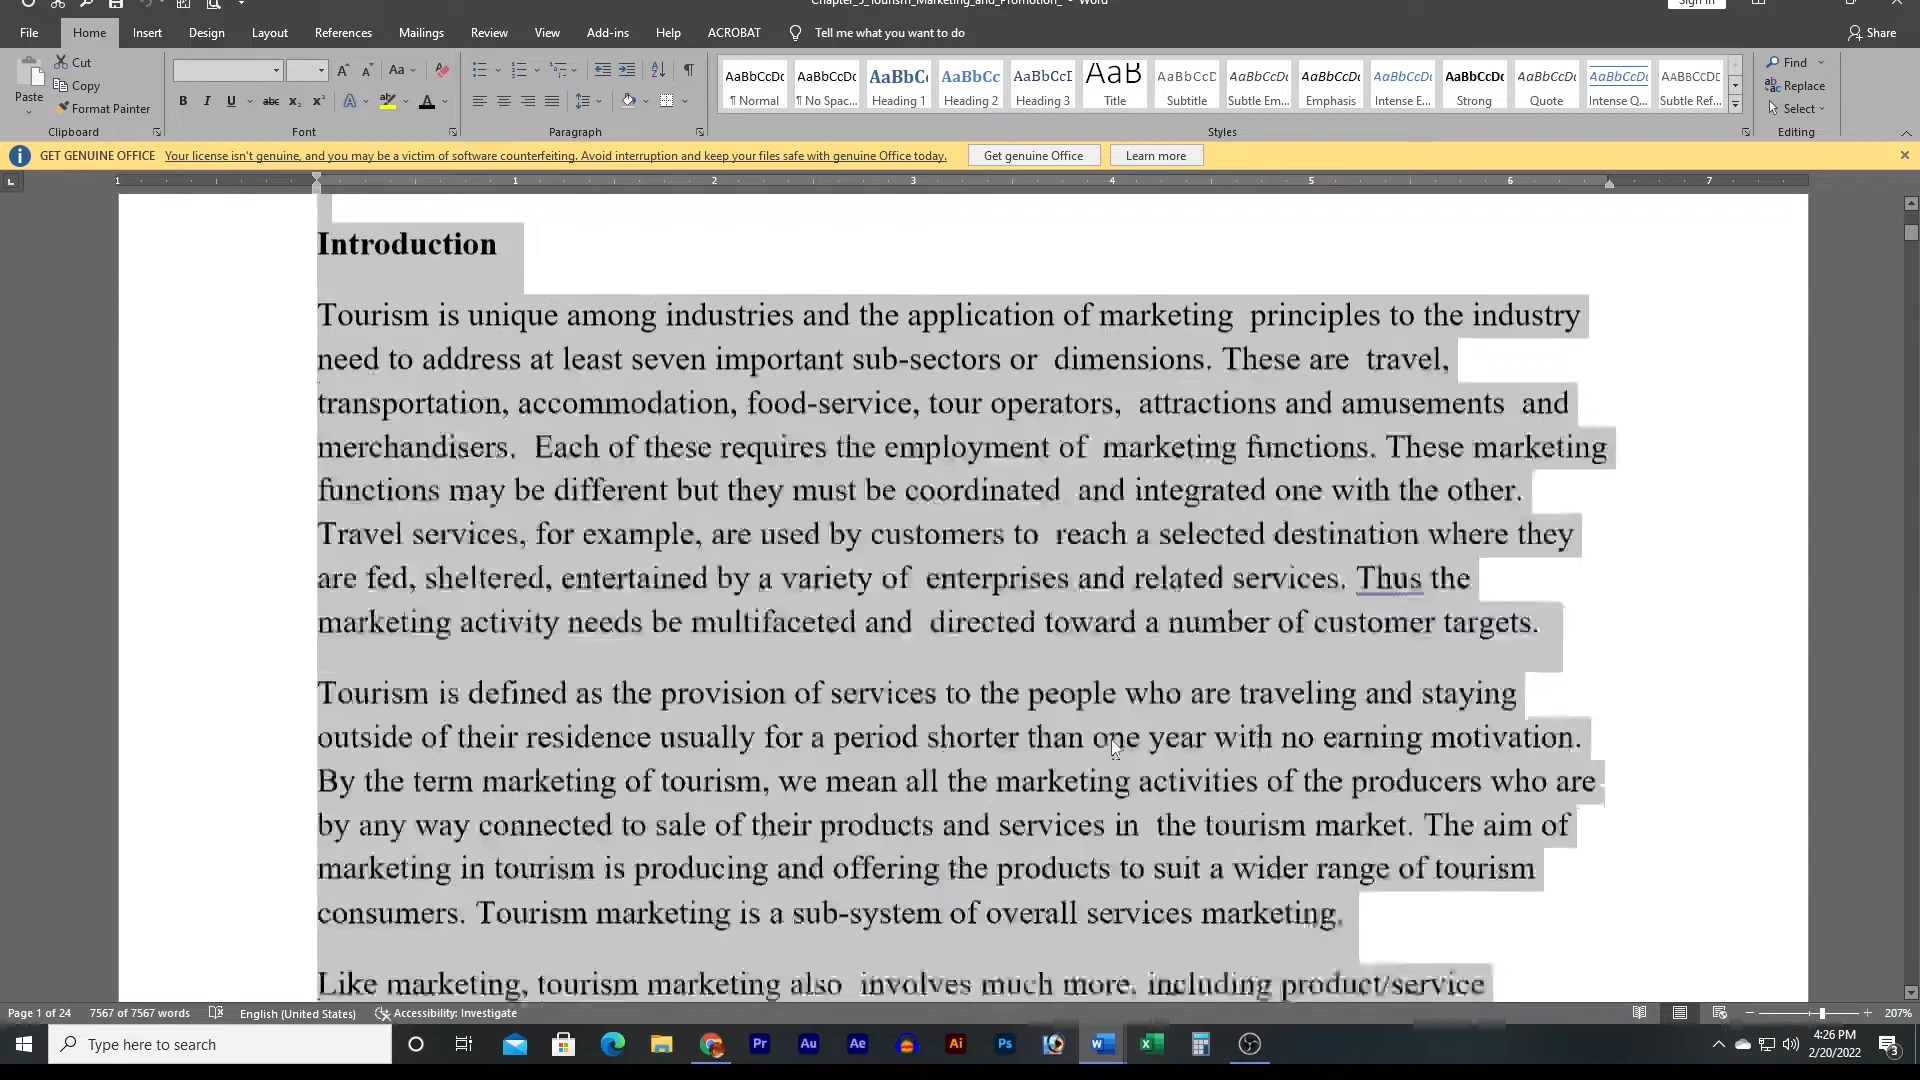 Chapter_5_Tourism_Marketing_and_Promotion_ - Word
Sign in
File Home Insert Design Layout References Mailings Review View Add-ins Help ACROBAT Tell me what you want to do Share
Paste
Cut
Copy
Format Painter
Clipboard
Font
Paragraph
AaBbCcDc ¶ Normal
AaBbCcDc ¶ No Spac...
AaBbC Heading 1
AaBbCc Heading 2
AaBbCcD Heading 3
AaB Title
AaBbCcD Subtitle
AaBbCcDc Subtle Em...
AaBbCcDc Emphasis
AaBbCcDc Intense E...
AaBbCcDc Strong
AaBbCcDc Quote
AaBbCcDc Intense Q...
AABBCCDD Subtle Ref...
Styles
Find
Replace
Select
Editing
GET GENUINE OFFICE Your license isn't genuine, and you may be a victim of software counterfeiting. Avoid interruption and keep your files safe with genuine Office today. Get genuine Office Learn more
1 1 2 3 4 5 6 7
Introduction
Tourism is unique among industries and the application of marketing principles to the industry
need to address at least seven important sub-sectors or dimensions. These are travel,
transportation, accommodation, food-service, tour operators, attractions and amusements and
merchandisers. Each of these requires the employment of marketing functions. These marketing
functions may be different but they must be coordinated and integrated one with the other.
Travel services, for example, are used by customers to reach a selected destination where they
are fed, sheltered, entertained by a variety of enterprises and related services. Thus the
marketing activity needs be multifaceted and directed toward a number of customer targets.
Tourism is defined as the provision of services to the people who are traveling and staying
outside of their residence usually for a period shorter than one year with no earning motivation.
By the term marketing of tourism, we mean all the marketing activities of the producers who are
by any way connected to sale of their products and services in the tourism market. The aim of
marketing in tourism is producing and offering the products to suit a wider range of tourism
consumers. Tourism marketing is a sub-system of overall services marketing.
Like marketing, tourism marketing also involves much more, including product/service
Page 1 of 24 7567 of 7567 words English (United States) Accessibility: Investigate 207%
Type here to search
4:26 PM
2/20/2022
3